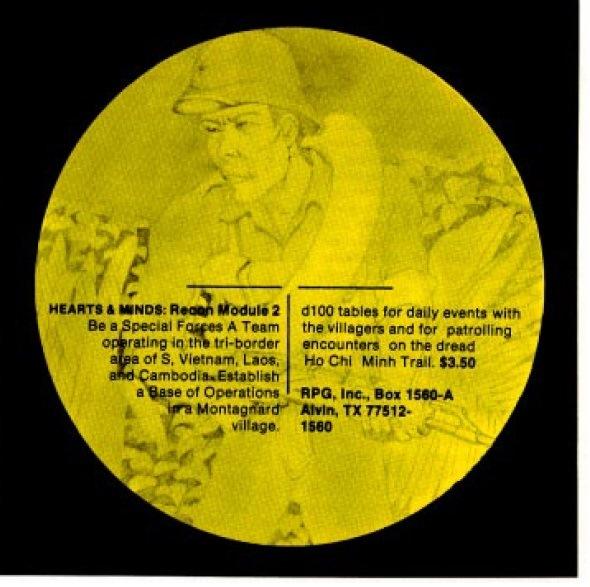 HEARTS & MINDS: Recon Module 2
Be a Special Forces A Team
operating in the tri-border
area of S. Vietnam, Laos,
and Cambodia. Establish
a Base of Operations
in a Montagnard
village.
d100 tables for daily events with
the villagers and for patrolling
encounters on the dread
Ho Chi Minh Trail. $3.50
RPG, Inc., Box 1560-A
Alvin, TX 77512-
1560